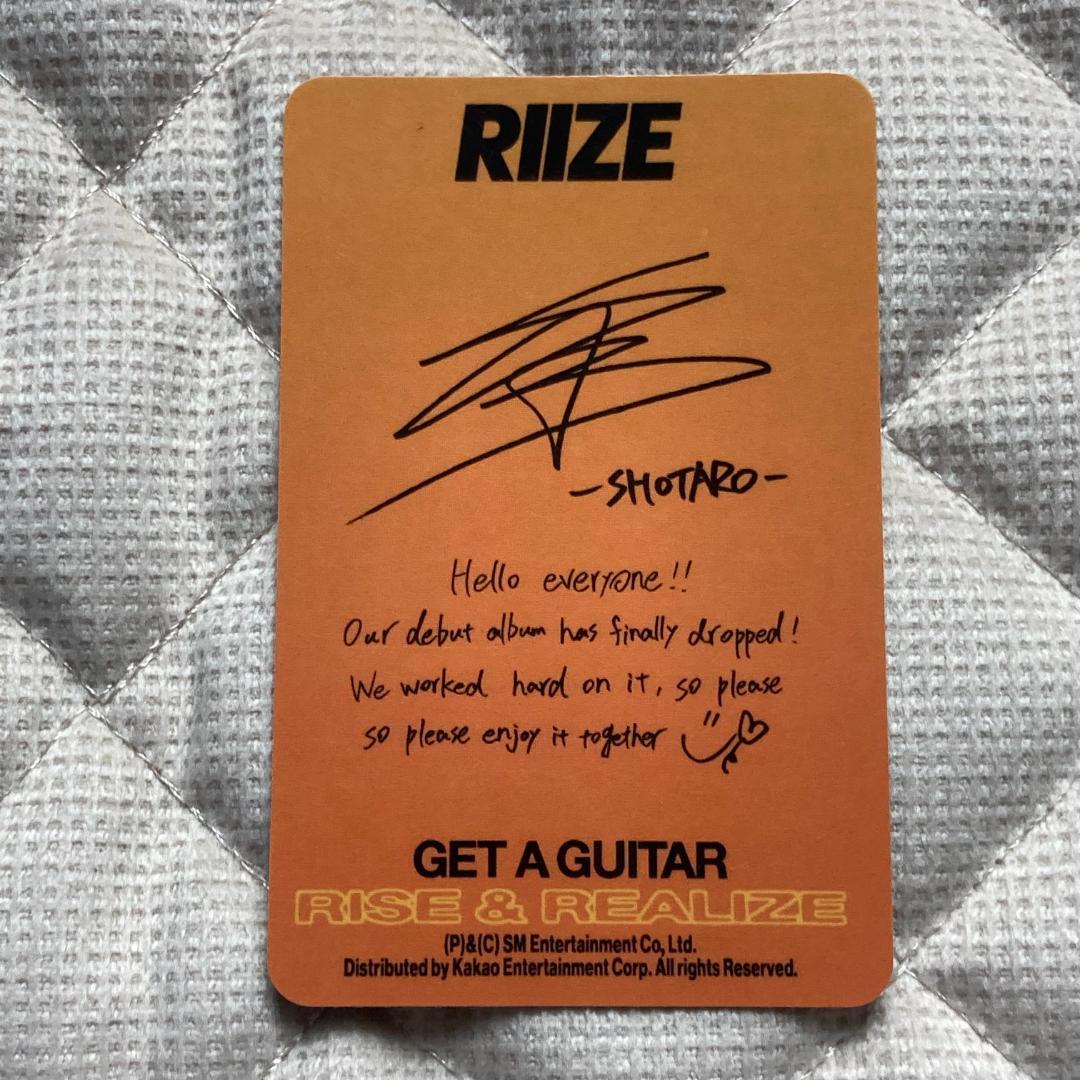 RIIZE
-SHOTARO-
Hello everyone!!
Our debut album has finally dropped!
We worked hard on it, so please
so please enjoy it together
GET A GUITAR
RISE & REALIZE
(P)&(C) SM Entertainment Co, Ltd.
Distributed by Kakao Entertainment Corp. All rights Reserved.